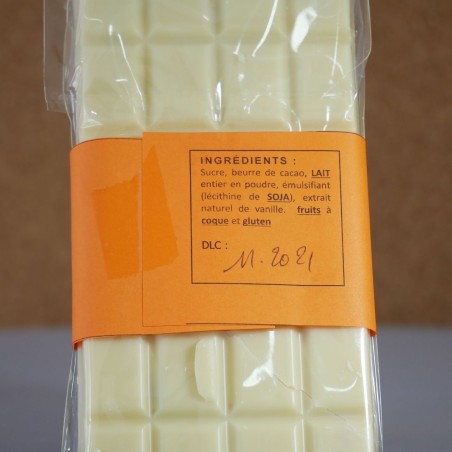 INGRÉDIENTS :
Sucre, beurre de cacao, LAIT
entier en poudre, émulsifiant
(lécithine de SOJA), extrait
naturel de vanille. fruits à
coque et gluten
DLC :
11.2021